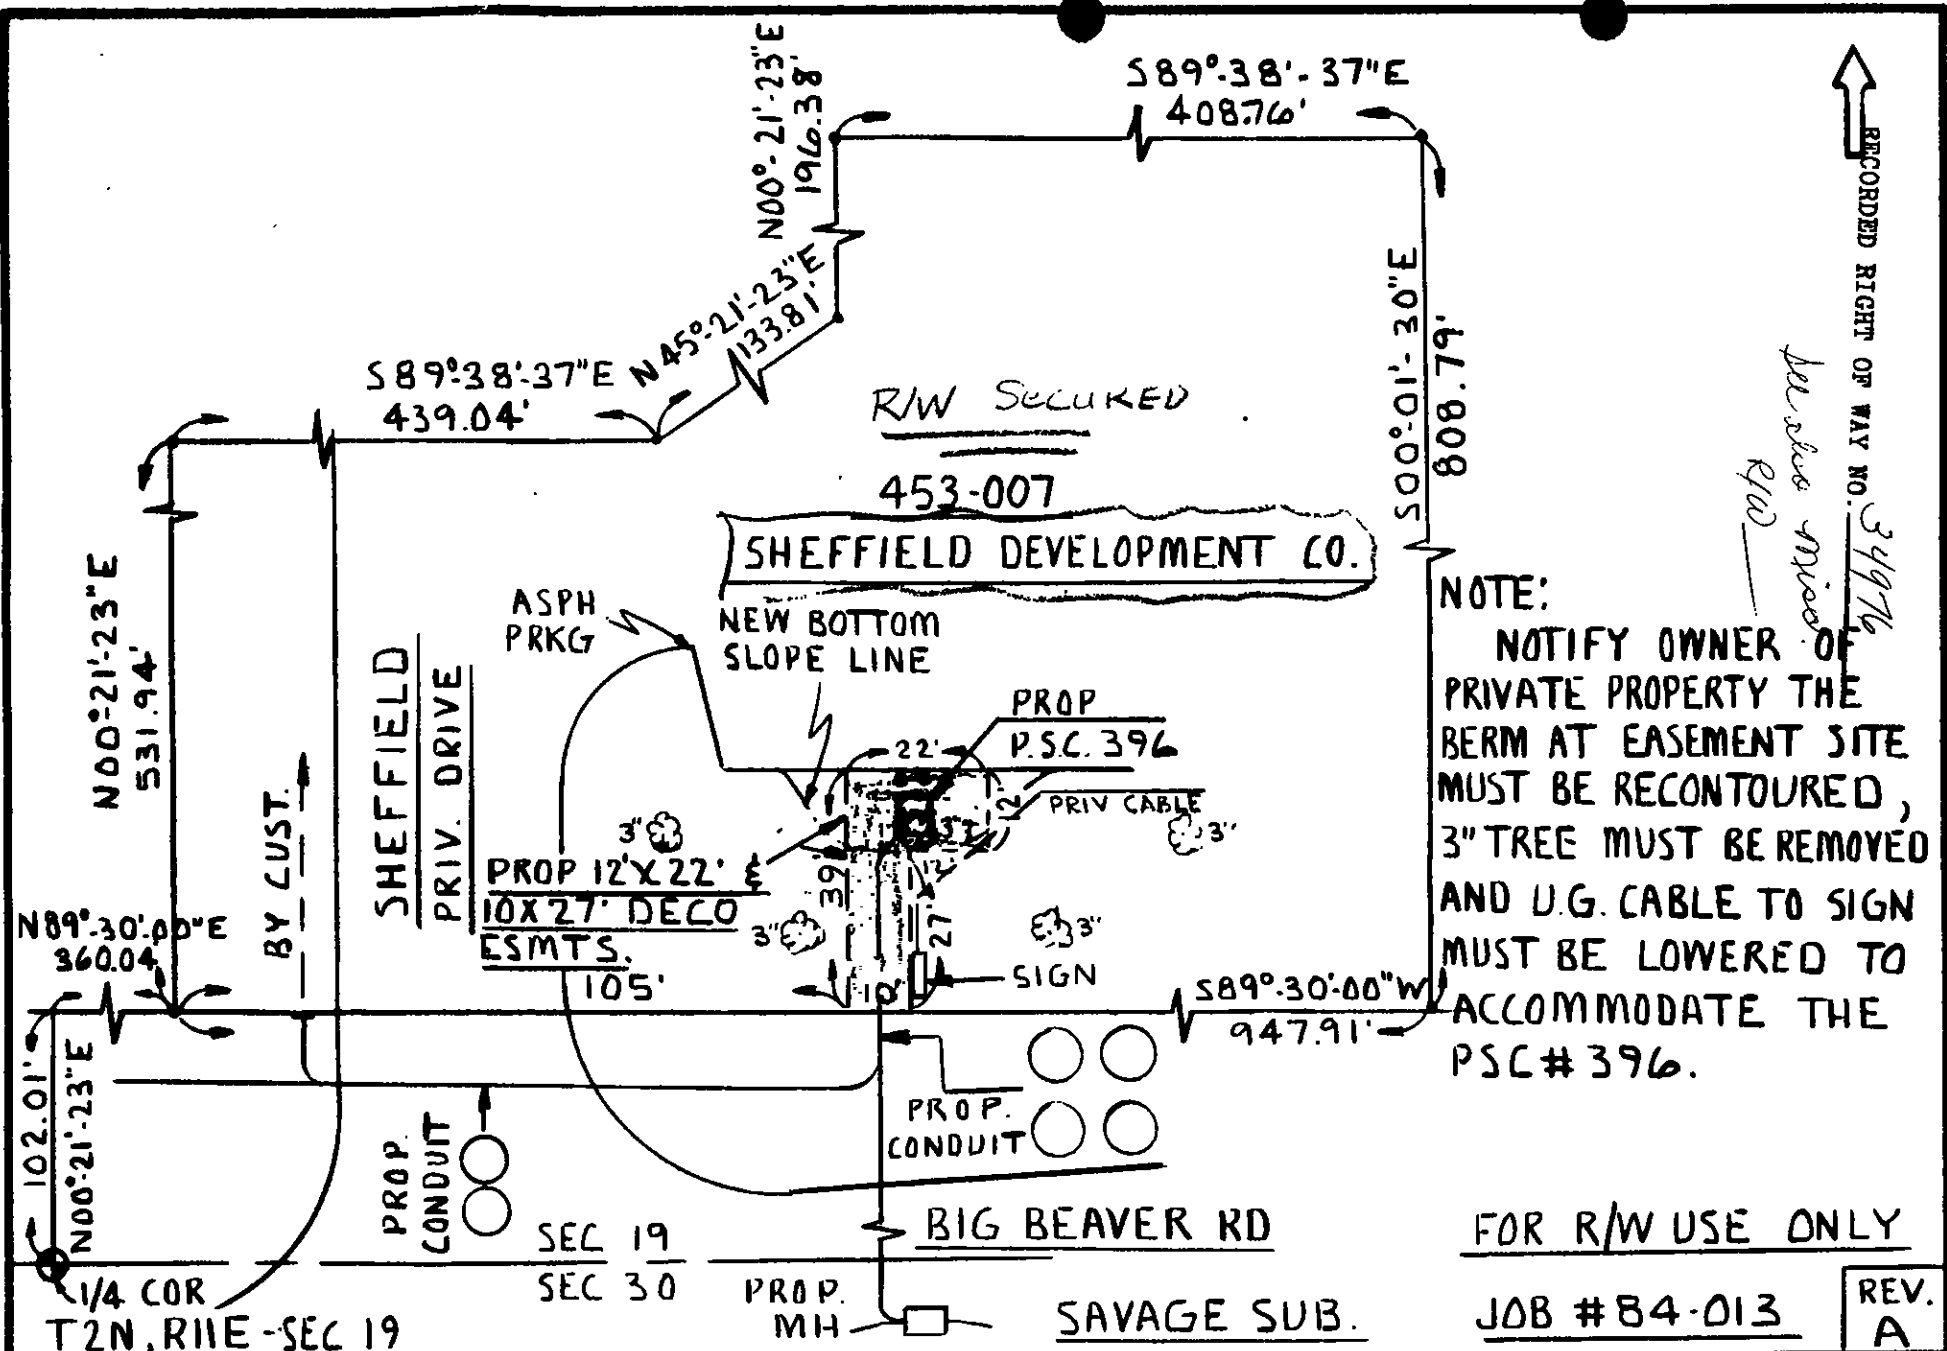 S89°-38'-37"E
408.76'
N00°-21'-23"E
196.38'
N45°-21'-23"E
133.81'
S89°-38'-37"E
439.04'
R/W SECURED
453-007
SHEFFIELD DEVELOPMENT CO.
S00°-01'-30"E
808.79'
RECORDED RIGHT OF WAY NO. 34976
See also Misc.
R/W
N00°-21'-23"E
531.94'
ASPH
PRKG
NEW BOTTOM
SLOPE LINE
SHEFFIELD
PRIV. DRIVE
BY CUST.
PROP
P.S.C. 396
22'
12'
PRIV CABLE
3"
3"
3"
PROP 12'X22' &
10X27' DECO
ESMTS.
105'
39'
3"
3"
27'
10'
SIGN
NOTE:
NOTIFY OWNER OF
PRIVATE PROPERTY THE
BERM AT EASEMENT SITE
MUST BE RECONTOURED,
3" TREE MUST BE REMOVED
AND U.G. CABLE TO SIGN
MUST BE LOWERED TO
ACCOMMODATE THE
PSC # 396.
N89°-30'-00"E
360.04
S89°-30'-00"W
947.91'
102.01'
N00°-21'-23"E
PROP.
CONDUIT
PROP.
CONDUIT
SEC 19
SEC 30
BIG BEAVER RD
FOR R/W USE ONLY
1/4 COR
T2N, R11E-SEC 19
PROP.
MH
SAVAGE SUB.
JOB #84-013
REV.
A